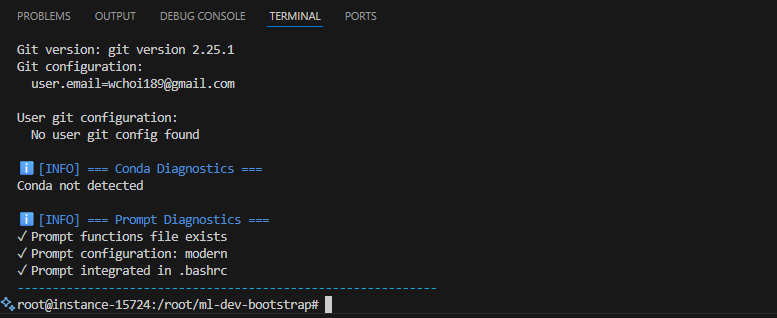 PROBLEMS OUTPUT DEBUG CONSOLE TERMINAL PORTS
Git version: git version 2.25.1
Git configuration:
user.email=wchoi189@gmail.com
User git configuration:
No user git config found
ℹ️ [INFO] === Conda Diagnostics ===
Conda not detected
ℹ️ [INFO] === Prompt Diagnostics ===
✓ Prompt functions file exists
✓ Prompt configuration: modern
✓ Prompt integrated in .bashrc
------------------------------------------------------------
root@instance-15724:/root/ml-dev-bootstrap#